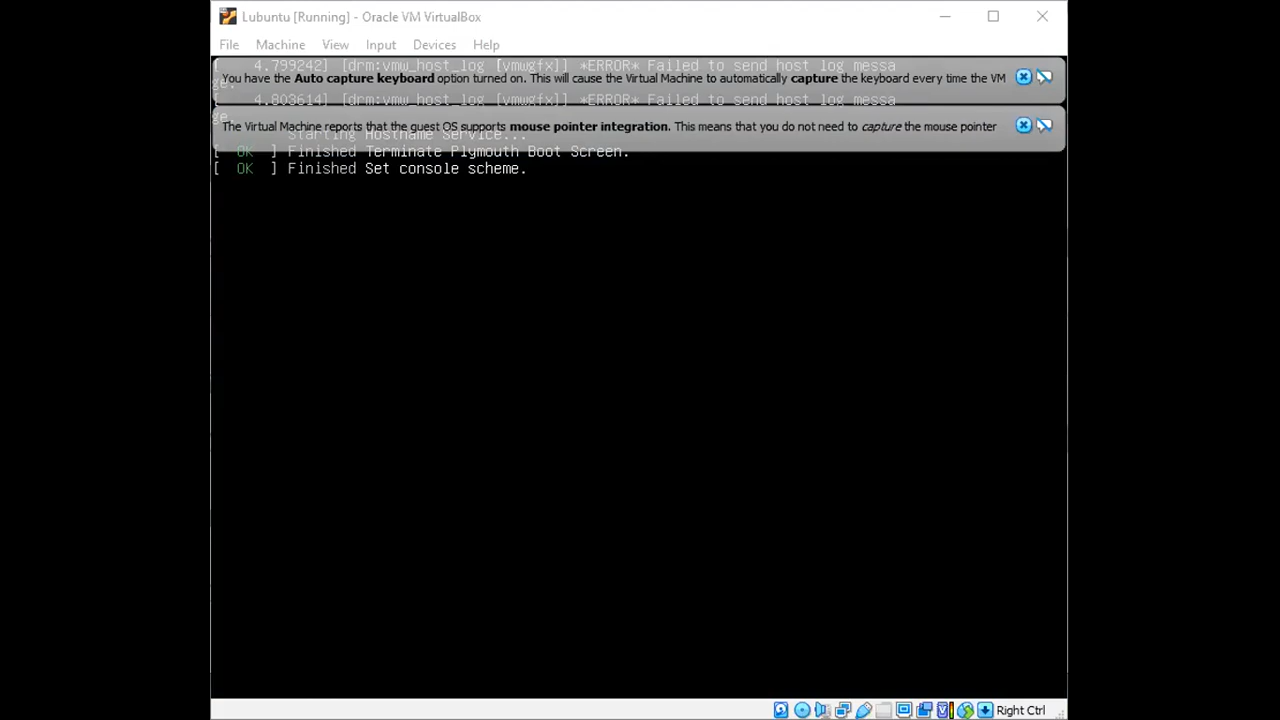 Lubuntu [Running] - Oracle VM VirtualBox
File Machine View Input Devices Help
[ 4.799242] [drm:vmw_host_log [vmwgfx]] *ERROR* Failed to send host log messa
You have the Auto capture keyboard option turned on. This will cause the Virtual Machine to automatically capture the keyboard every time the VM
ge.
[ 4.803614] [drm:vmw_host_log [vmwgfx]] *ERROR* Failed to send host log messa
ge.
The Virtual Machine reports that the guest OS supports mouse pointer integration. This means that you do not need to capture the mouse pointer
Starting Hostname Service...
[ OK ] Finished Terminate Plymouth Boot Screen.
[ OK ] Finished Set console scheme.
Right Ctrl